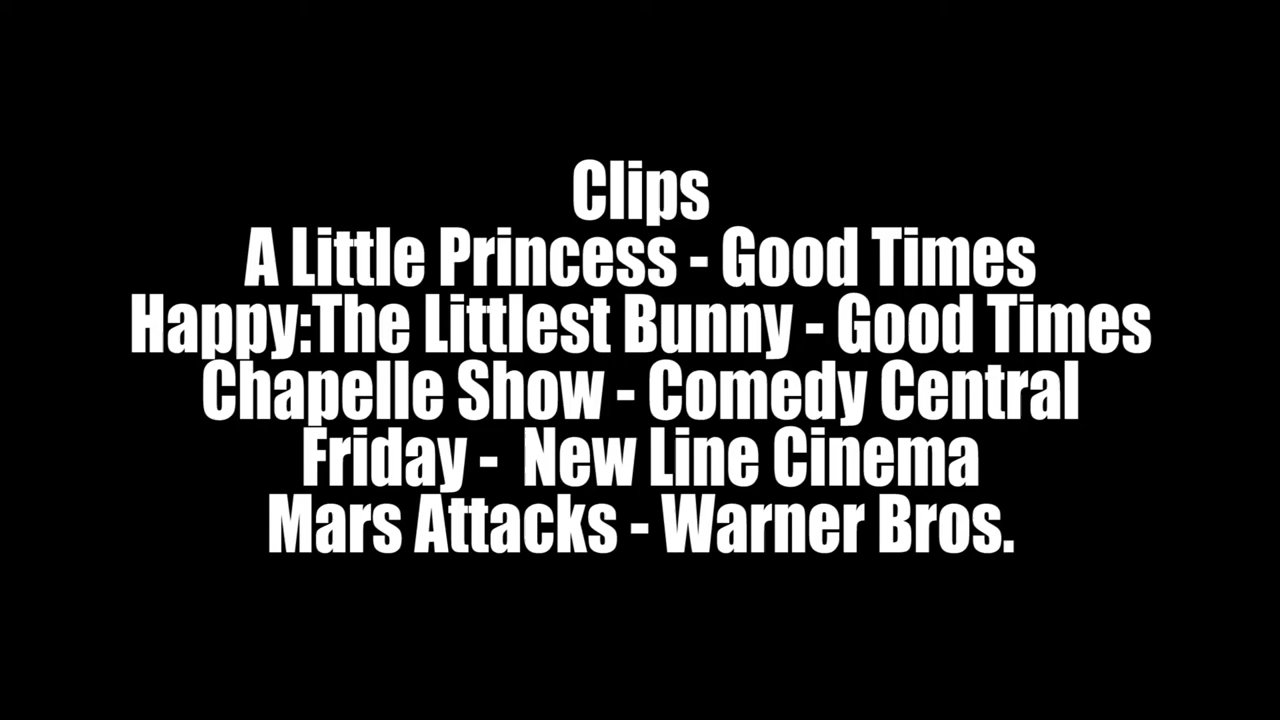 Clips
A Little Princess - Good Times
Happy:The Littlest Bunny - Good Times
Chapelle Show - Comedy Central
Friday -  New Line Cinema
Mars Attacks - Warner Bros.